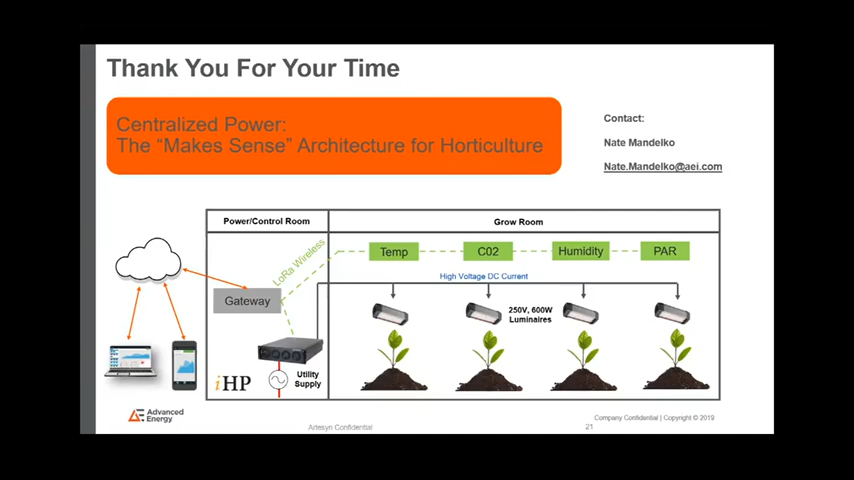 Thank You For Your Time
Centralized Power:
The “Makes Sense” Architecture for Horticulture
Contact:
Nate Mandelko
Nate.Mandelko@aei.com
Power/Control Room
Grow Room
LoRa Wireless
Temp
C02
Humidity
PAR
High Voltage DC Current
Gateway
250V, 600W
Luminaires
iHP
Utility
Supply
Advanced
Energy
Artesyn Confidential
Company Confidential | Copyright © 2019
21